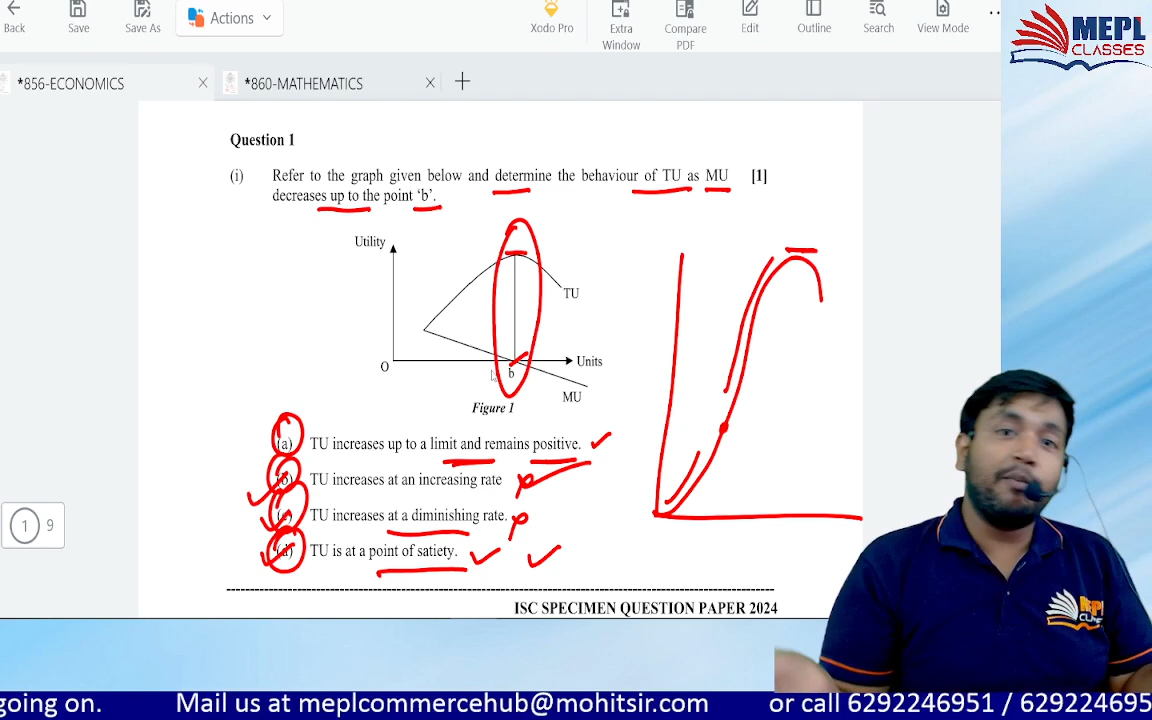 Back
Save
Save As
Actions
Xodo Pro
Extra
Window
Compare
PDF
Edit
Outline
Search
View Mode
MEPL
CLASSES
*856-ECONOMICS
*860-MATHEMATICS
Question 1
(i) Refer to the graph given below and determine the behaviour of TU as MU [1]
decreases up to the point ‘b’.
Utility
TU
O
b
Units
MU
Figure 1
(a) TU increases up to a limit and remains positive.
(b) TU increases at an increasing rate
(c) TU increases at a diminishing rate.
(d) TU is at a point of satiety.
1 9
ISC SPECIMEN QUESTION PAPER 2024
MEPL
going on. Mail us at meplcommercehub@mohitsir.com or call 6292246951 / 629224695